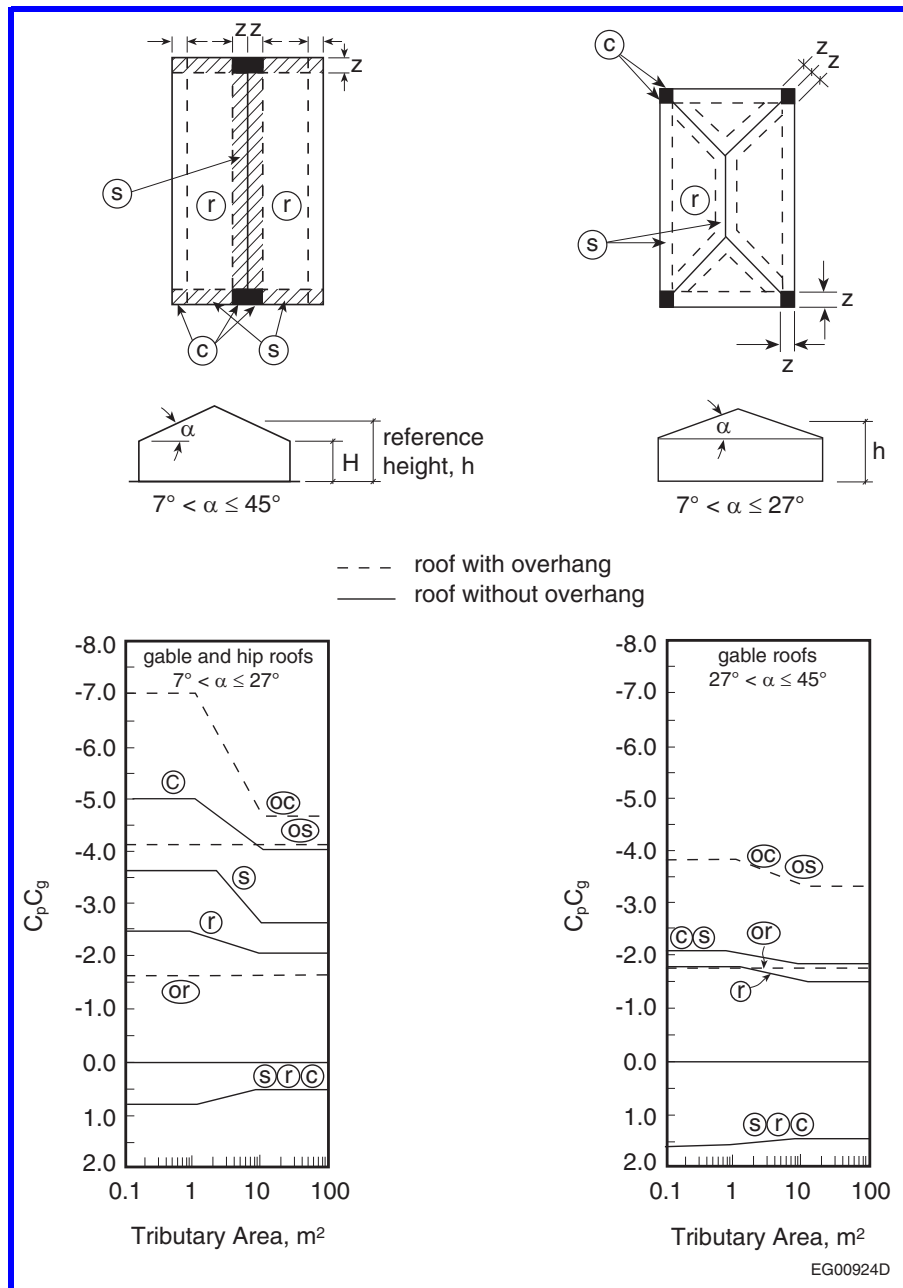 z z
z
c
z
z
s
r
r
r
s
z
c
s
z
α
H
reference
height, h
7° < α ≤ 45°
α
h
7° < α ≤ 27°
roof with overhang
roof without overhang
gable and hip roofs
7° < α ≤ 27°
-8.0
-7.0
-6.0
-5.0
-4.0
-3.0
-2.0
-1.0
0.0
1.0
2.0
CpCg
c
oc
os
s
r
or
s r c
0.1 1 10 100
Tributary Area, m²
gable roofs
27° < α ≤ 45°
-8.0
-7.0
-6.0
-5.0
-4.0
-3.0
-2.0
-1.0
0.0
1.0
2.0
CpCg
oc
os
c s
or
r
s r c
0.1 1 10 100
Tributary Area, m²
EG00924D